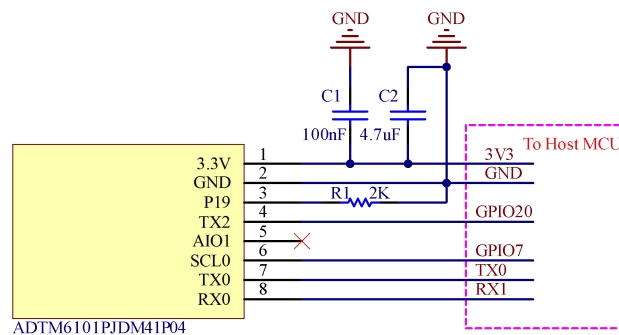 GND
GND
C1
C2
100nF
4.7uF
To Host MCU
3.3V 1 3V3
GND 2 GND
P19 3 R1 2K
TX2 4 GPIO20
AIO1 5
SCL0 6 GPIO7
TX0 7 TX0
RX0 8 RX1
ADTM6101PJDM41P04